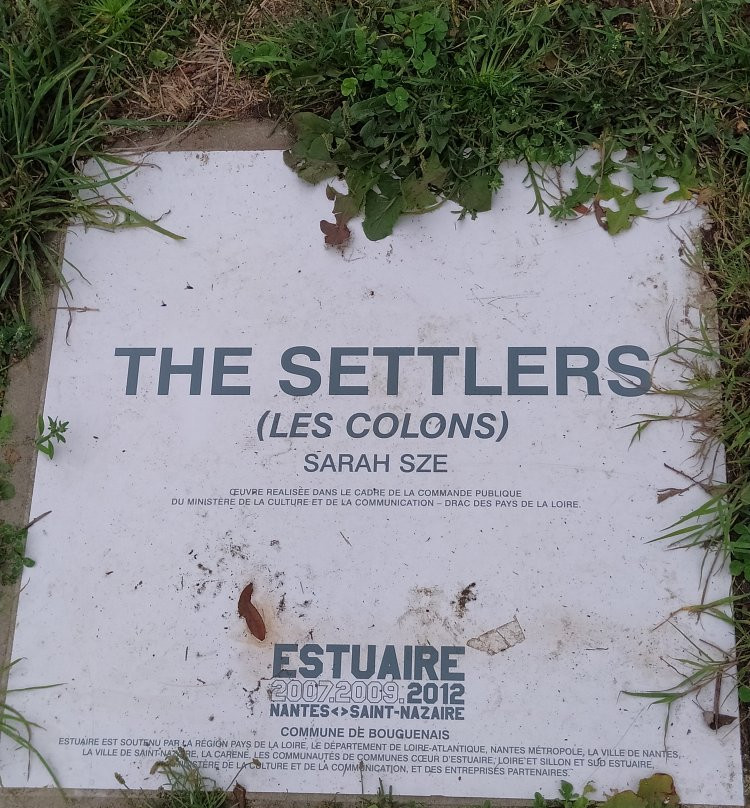 THE SETTLERS
(LES COLONS)
SARAH SZE
ŒUVRE REALISÉE DANS LE CADRE DE LA COMMANDE PUBLIQUE
DU MINISTÈRE DE LA CULTURE ET DE LA COMMUNICATION – DRAC DES PAYS DE LA LOIRE.
ESTUAIRE
2007.2009.2012
NANTES<>SAINT-NAZAIRE
COMMUNE DE BOUGUENAIS
ESTUAIRE EST SOUTENU PAR LA RÉGION PAYS DE LA LOIRE, LE DÉPARTEMENT DE LOIRE-ATLANTIQUE, NANTES MÉTROPOLE, LA VILLE DE NANTES,
LA VILLE DE SAINT-NAZAIRE, LA CARENE, LES COMMUNAUTÉS DE COMMUNES CŒUR D'ESTUAIRE, LOIRE ET SILLON ET SUD ESTUAIRE,
DE LA CULTURE ET DE LA COMMUNICATION, ET DES ENTREPRISES PARTENAIRES.